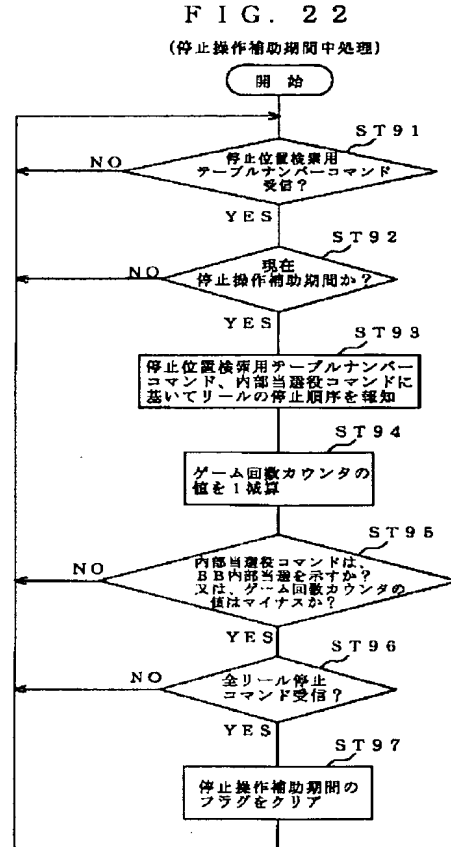 FIG. 22
(停止操作補助期間中処理)
開始
ST91
停止位置検索用
テーブルナンバーコマンド
受信?
NO
YES
ST92
現在
停止操作補助期間か?
NO
YES
ST93
停止位置検索用テーブルナンバー
コマンド、内部当選役コマンドに
基いてリールの停止順序を報知
ST94
ゲーム回数カウンタの
値を1減算
ST95
内部当選役コマンドは、
BB内部当選を示すか?
又は、ゲーム回数カウンタの
値はマイナスか?
NO
YES
ST96
全リール停止
コマンド受信?
NO
YES
ST97
停止操作補助期間の
フラグをクリア